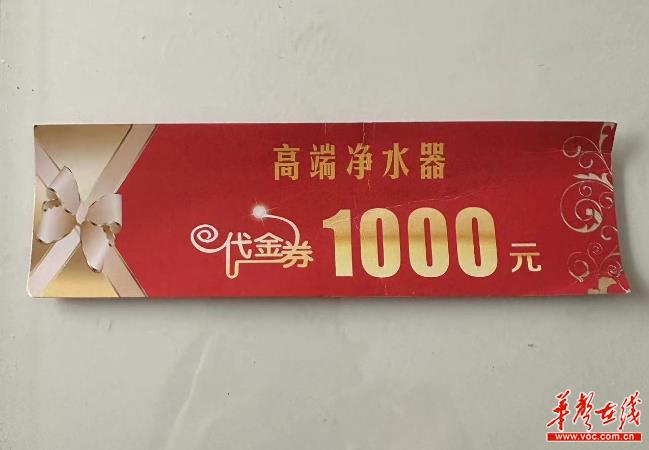 高端净水器
代金券 1000 元
华声在线
www.voc.com.cn